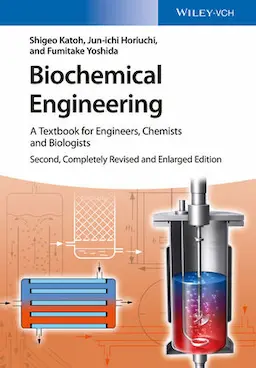 WILEY-VCH
Shigeo Katoh, Jun-ichi Horiuchi,
and Fumitake Yoshida
Biochemical
Engineering
A Textbook for Engineers, Chemists
and Biologists
Second, Completely Revised and Enlarged Edition